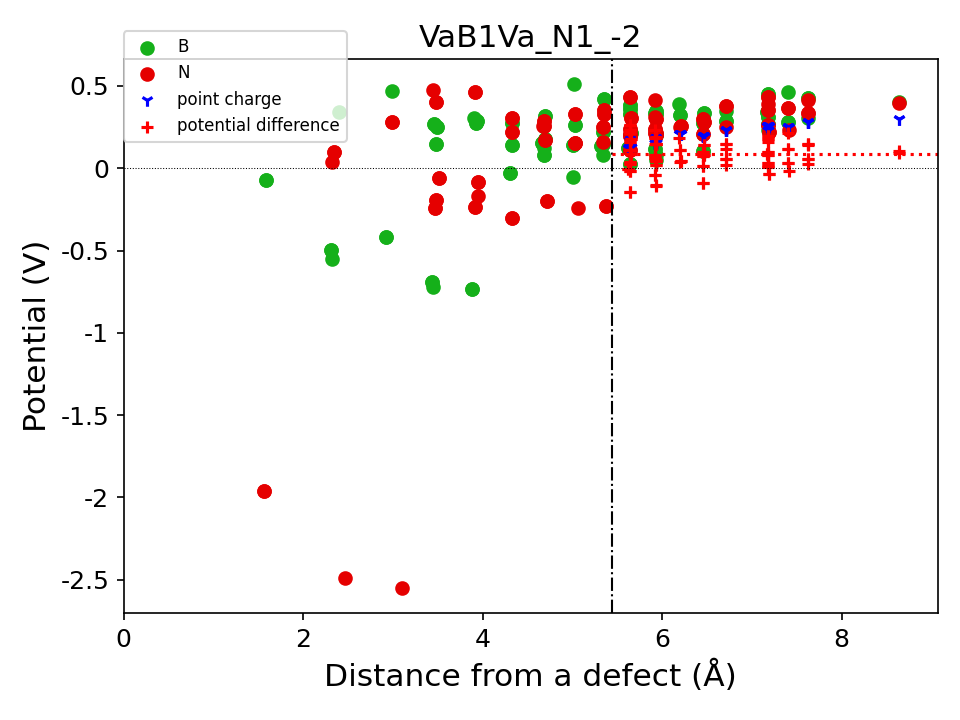 VaB1Va_N1_-2
B
N
point charge
potential difference
0.5
0
-0.5
-1
-1.5
-2
-2.5
Potential (V)
0
2
4
6
8
Distance from a defect (Å)